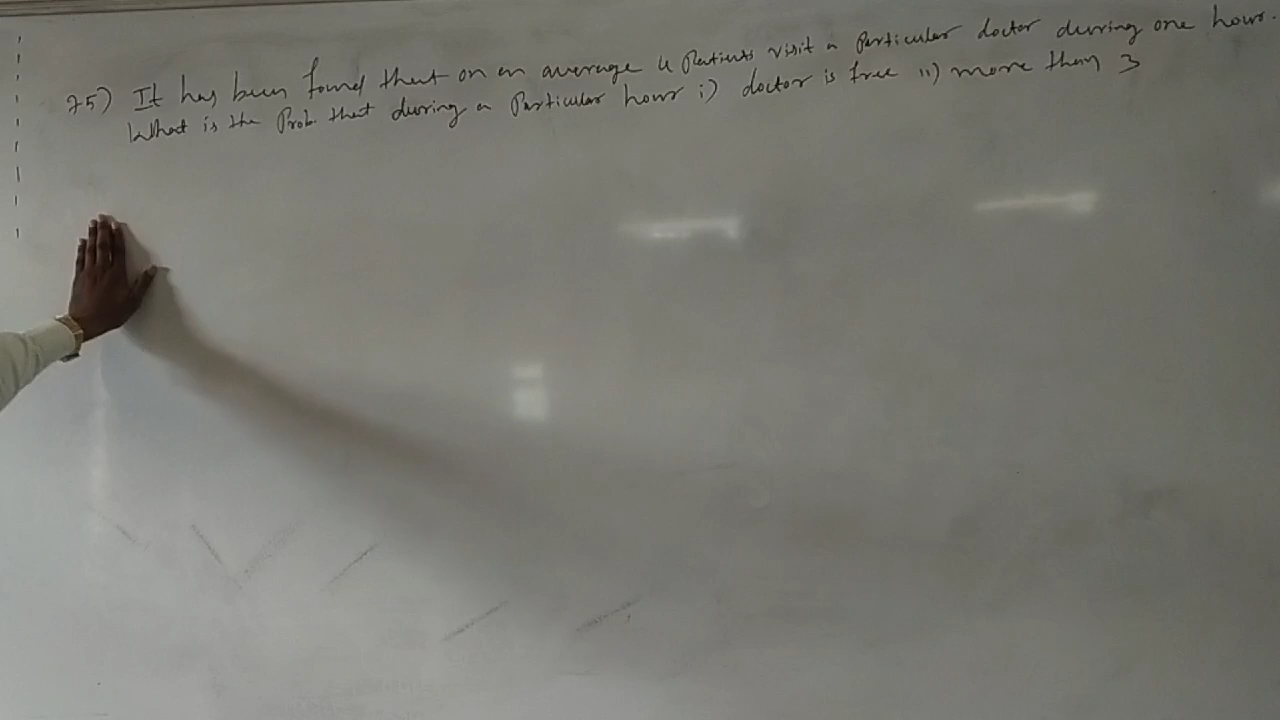 75) It has been found that on an average 4 Patients visit a Particular doctor during one hour.
What is the Prob. that during a Particular hour i) doctor is free ii) more than 3